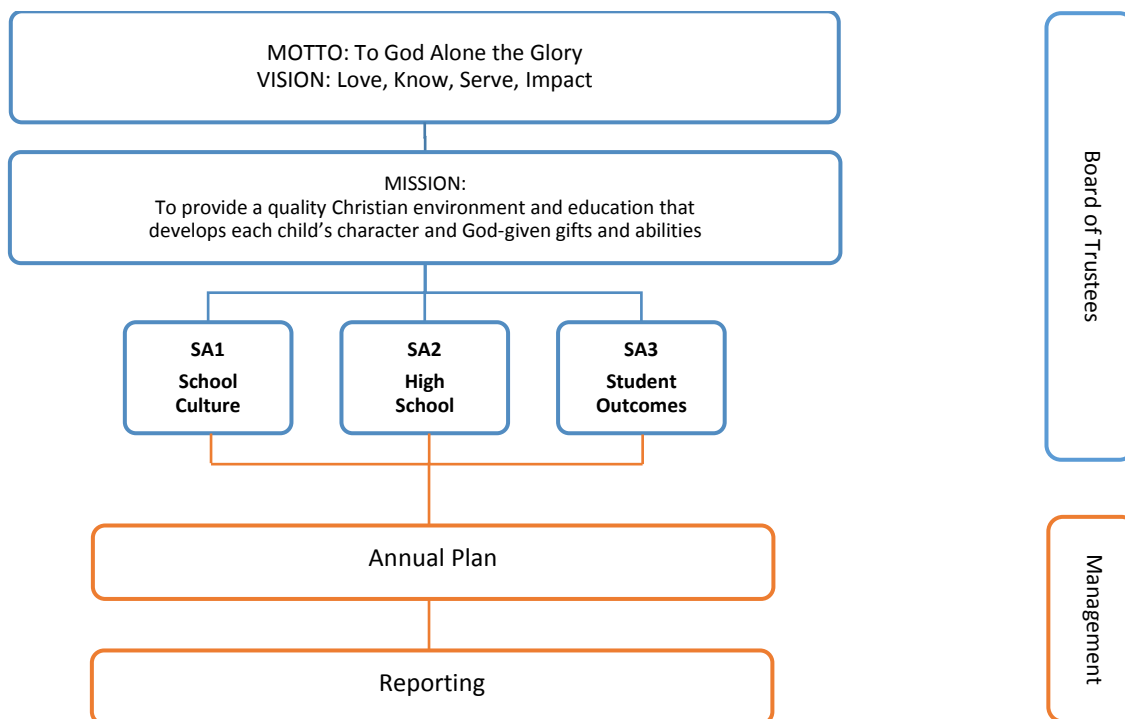 MOTTO: To God Alone the Glory
VISION: Love, Know, Serve, Impact
MISSION:
To provide a quality Christian environment and education that
develops each child’s character and God-given gifts and abilities
SA1
School
Culture
SA2
High
School
SA3
Student
Outcomes
Annual Plan
Reporting
Board of Trustees
Management